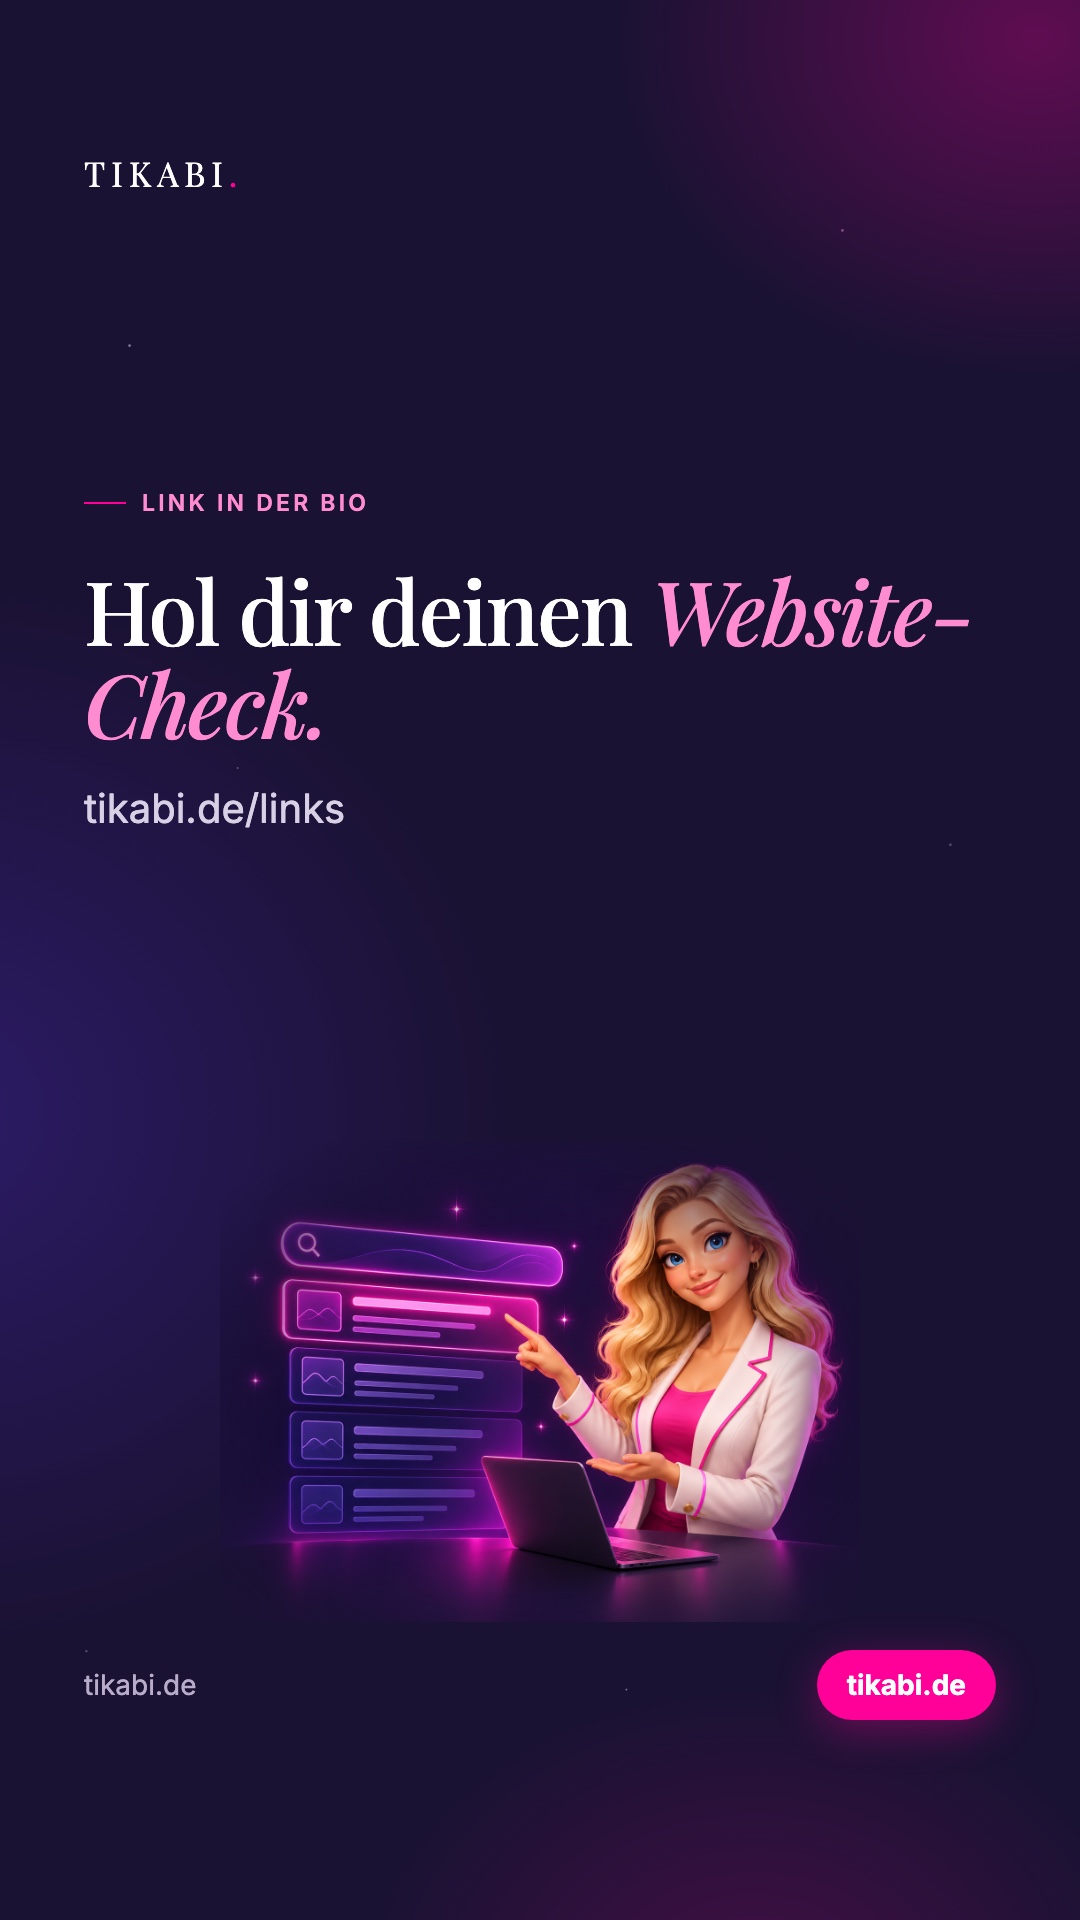 TIKABI.
LINK IN DER BIO
Hol dir deinen Website-
Check.
tikabi.de/links
tikabi.de
tikabi.de